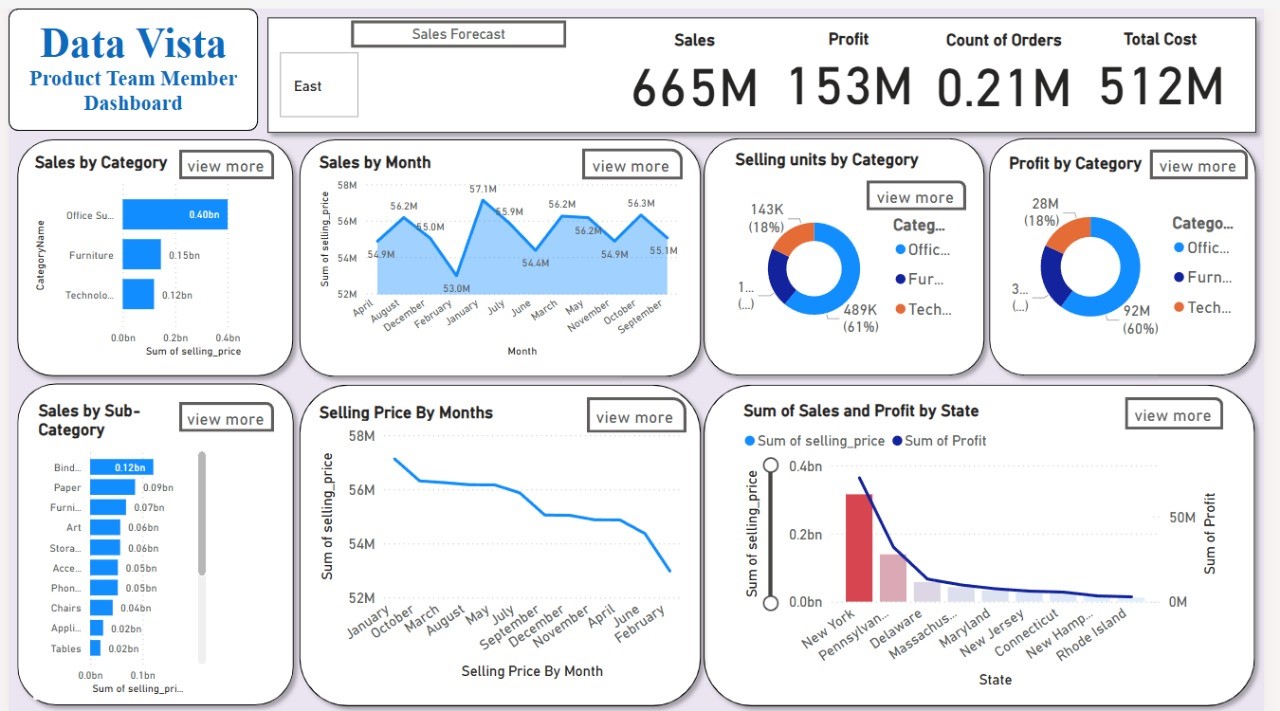 Data Vista
Product Team Member
Dashboard
Sales Forecast
East
Sales
Profit
Count of Orders
Total Cost
665M
153M
0.21M
512M
Sales by Category
view more
CategoryName
Office Su...
0.40bn
Furniture
0.15bn
Technolo...
0.12bn
0.0bn
0.2bn
0.4bn
Sum of selling_price
Sales by Month
view more
Sum of selling_price
58M
56M
54M
52M
54.9M
56.2M
55.0M
53.0M
57.1M
55.9M
54.4M
56.2M
56.2M
54.9M
56.3M
55.1M
April
August
December
February
January
July
June
March
May
November
October
September
Month
Selling units by Category
view more
143K
(18%)
1...
(...)
489K
(61%)
Categ...
Offic...
Fur...
Tech...
Profit by Category
view more
28M
(18%)
3...
(...)
92M
(60%)
Catego...
Offic...
Furn...
Tech...
Sales by Sub-
Category
view more
Bind...
0.12bn
Paper
0.09bn
Furni...
0.07bn
Art
0.06bn
Stora...
0.06bn
Acce...
0.05bn
Phon...
0.05bn
Chairs
0.04bn
Appli...
0.02bn
Tables
0.02bn
0.0bn
0.1bn
Sum of selling_pri...
Selling Price By Months
view more
Sum of selling_price
58M
56M
54M
52M
January
October
March
August
May
July
September
December
November
April
June
February
Selling Price By Month
Sum of Sales and Profit by State
view more
Sum of selling_price
Sum of Profit
Sum of selling_price
0.4bn
0.2bn
0.0bn
50M
0M
Sum of Profit
New York
Pennsylvan...
Delaware
Massachus...
Maryland
New Jersey
Connecticut
New Hamp...
Rhode Island
State